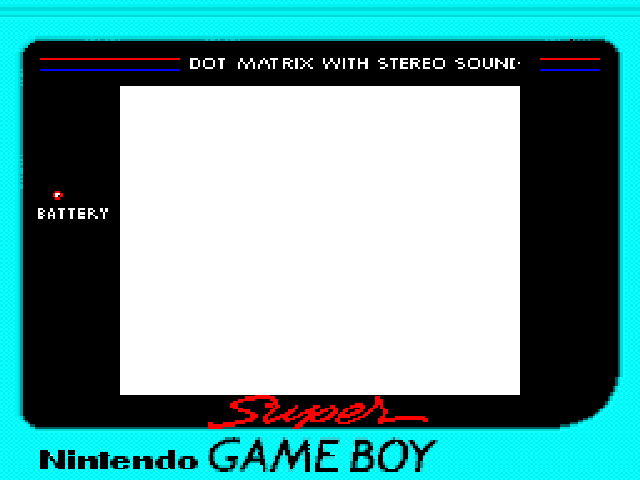 DOT MATRIX WITH STEREO SOUND
BATTERY
Super
Nintendo GAME BOY